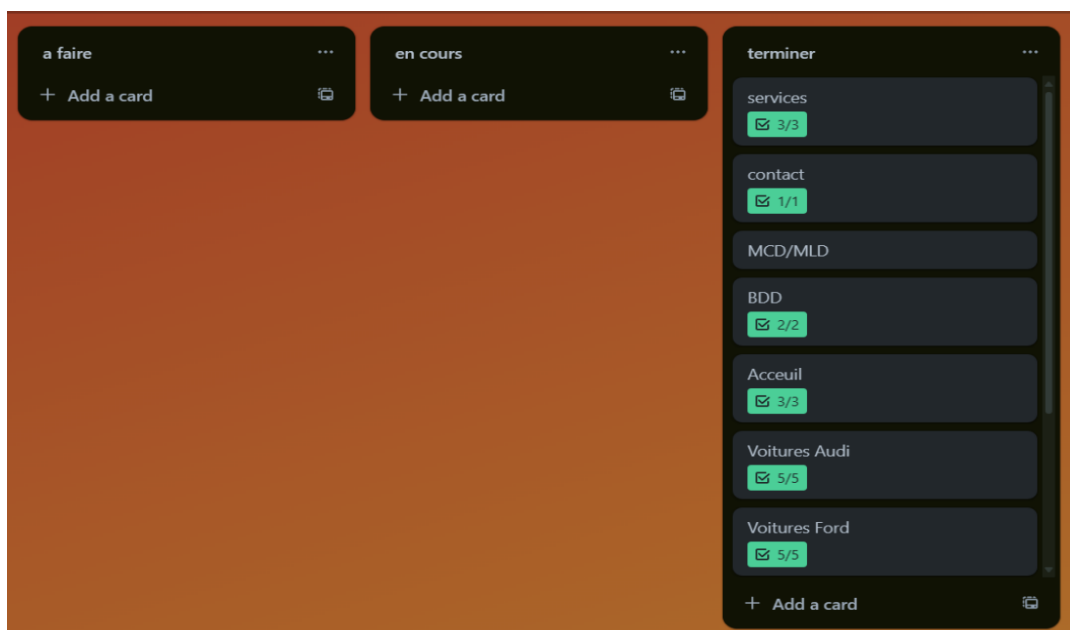 a faire
Add a card
en cours
Add a card
terminer
services
3/3
contact
1/1
MCD/MLD
BDD
2/2
Acceuil
3/3
Voitures Audi
5/5
Voitures Ford
5/5
Add a card